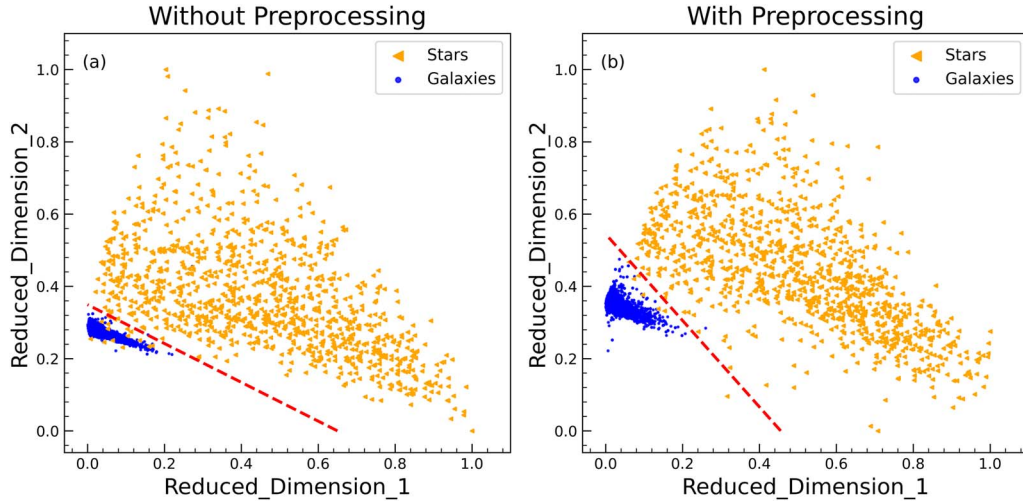 Without Preprocessing
(a)
Stars
Galaxies
1.0
0.8
0.6
0.4
0.2
0.0
Reduced_Dimension_2
0.0 0.2 0.4 0.6 0.8 1.0
Reduced_Dimension_1
With Preprocessing
(b)
Stars
Galaxies
1.0
0.8
0.6
0.4
0.2
0.0
Reduced_Dimension_2
0.0 0.2 0.4 0.6 0.8 1.0
Reduced_Dimension_1